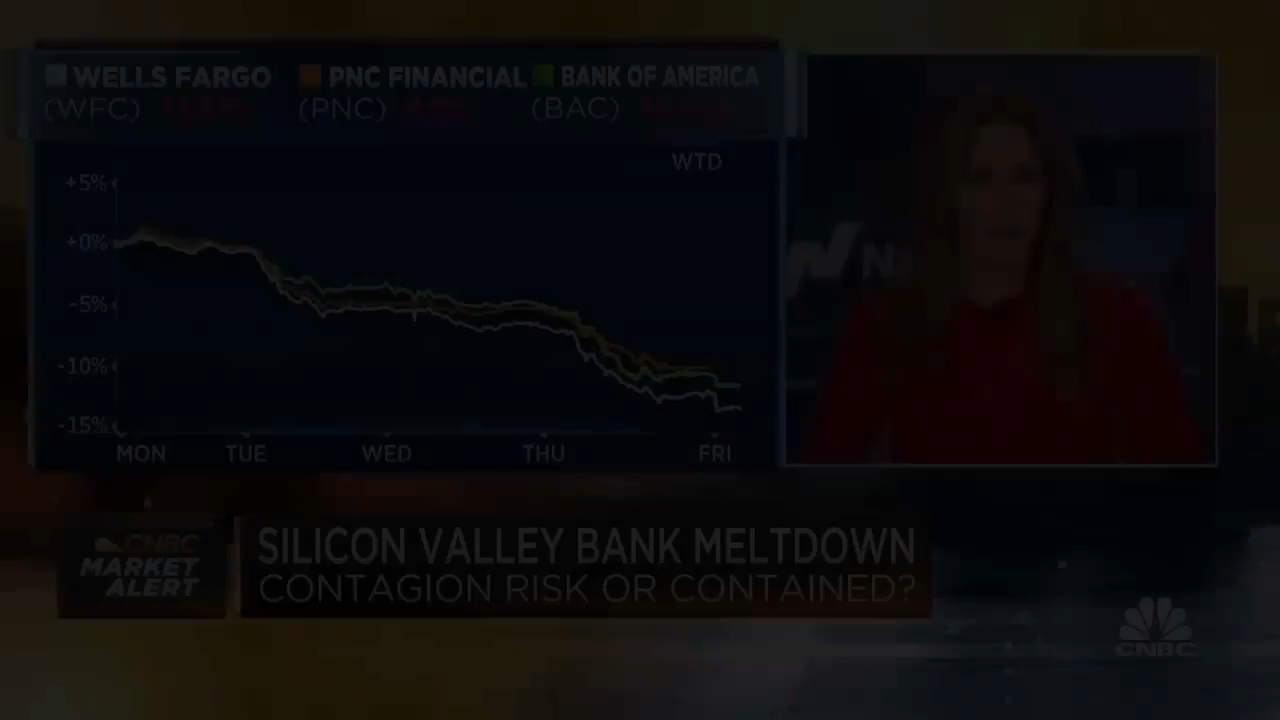 WELLS FARGO PNC FINANCIAL BANK OF AMERICA
(WFC) (PNC) (BAC)
WTD
+5%
+0%
-5%
-10%
-15%
MON TUE WED THU FRI
CNBC
MARKET
ALERT
SILICON VALLEY BANK MELTDOWN
CONTAGION RISK OR CONTAINED?
CNBC